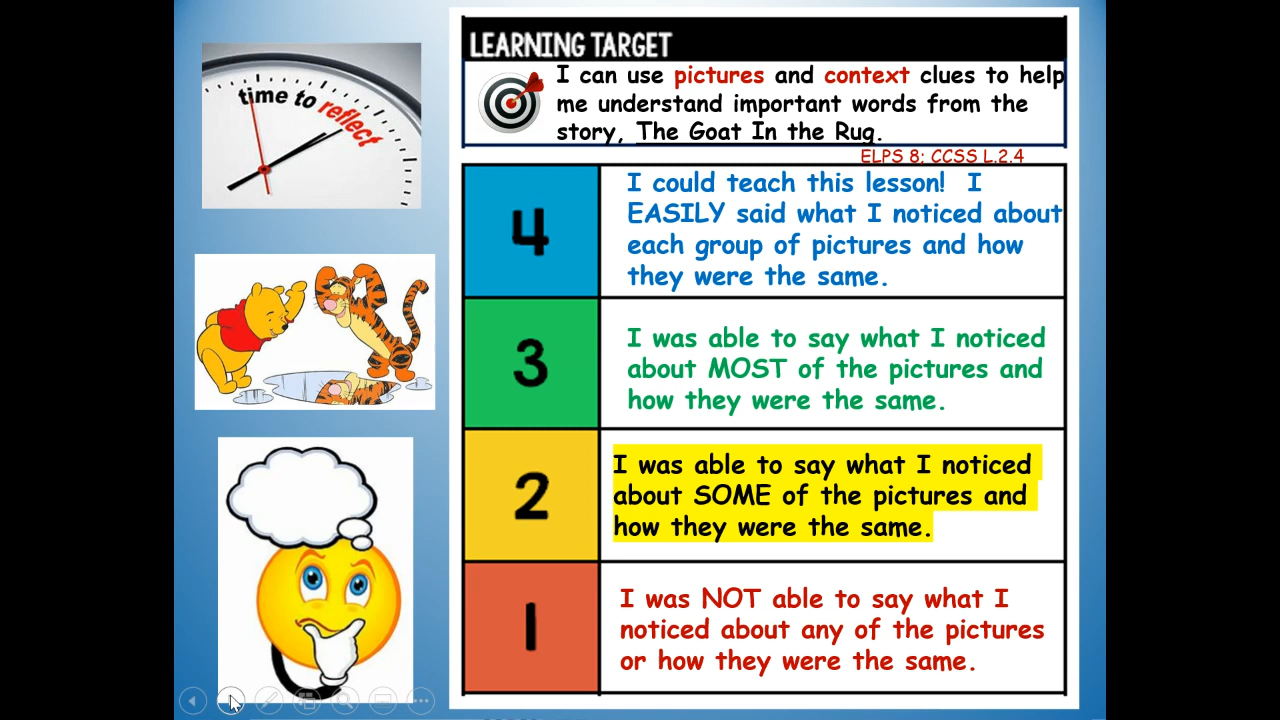 time to reflect
LEARNING TARGET
I can use pictures and context clues to help
me understand important words from the
story, The Goat In the Rug.
ELPS 8; CCSS L.2.4
4
I could teach this lesson! I
EASILY said what I noticed about
each group of pictures and how
they were the same.
3
I was able to say what I noticed
about MOST of the pictures and
how they were the same.
2
I was able to say what I noticed
about SOME of the pictures and
how they were the same.
1
I was NOT able to say what I
noticed about any of the pictures
or how they were the same.